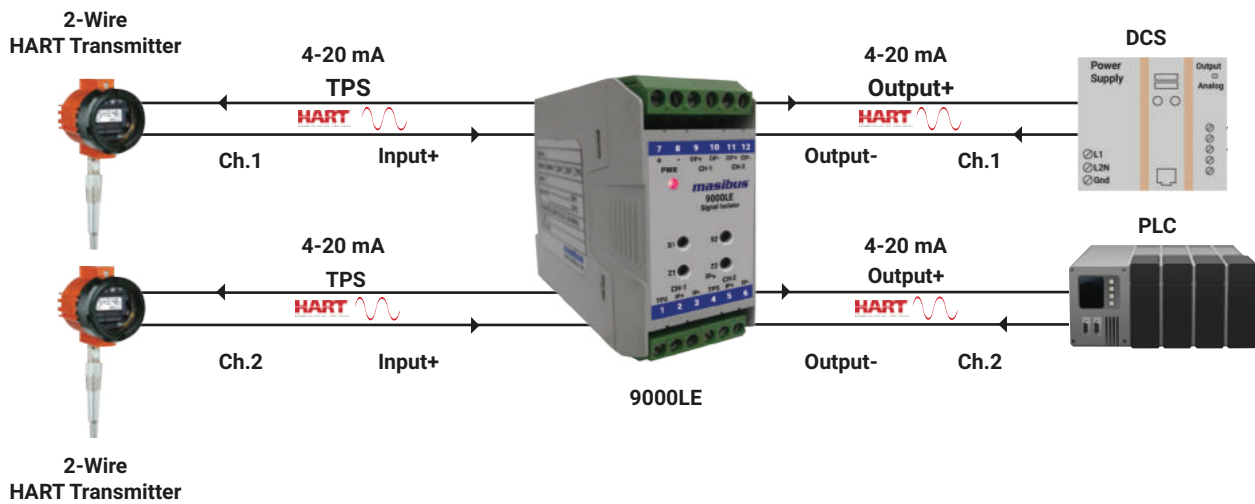 2-Wire
HART Transmitter
4-20 mA
TPS
HART
Ch.1
Input+
4-20 mA
Output+
HART
Output-
Ch.1
DCS
Power
Supply
Output
Analog
L1
L2N
Gnd
7 8 9 10 11 12
+ - OP+ OP- OP+ OP-
CH-1 CH-2
PWR
masibus
9000LE
Signal Isolator
S1 S2
Z1 Z2
CH-1 CH-2
TPS IP+ IP- TPS IP+ IP-
1 2 3 4 5 6
9000LE
4-20 mA
TPS
HART
Ch.2
Input+
4-20 mA
Output+
HART
Output-
Ch.2
PLC
2-Wire
HART Transmitter